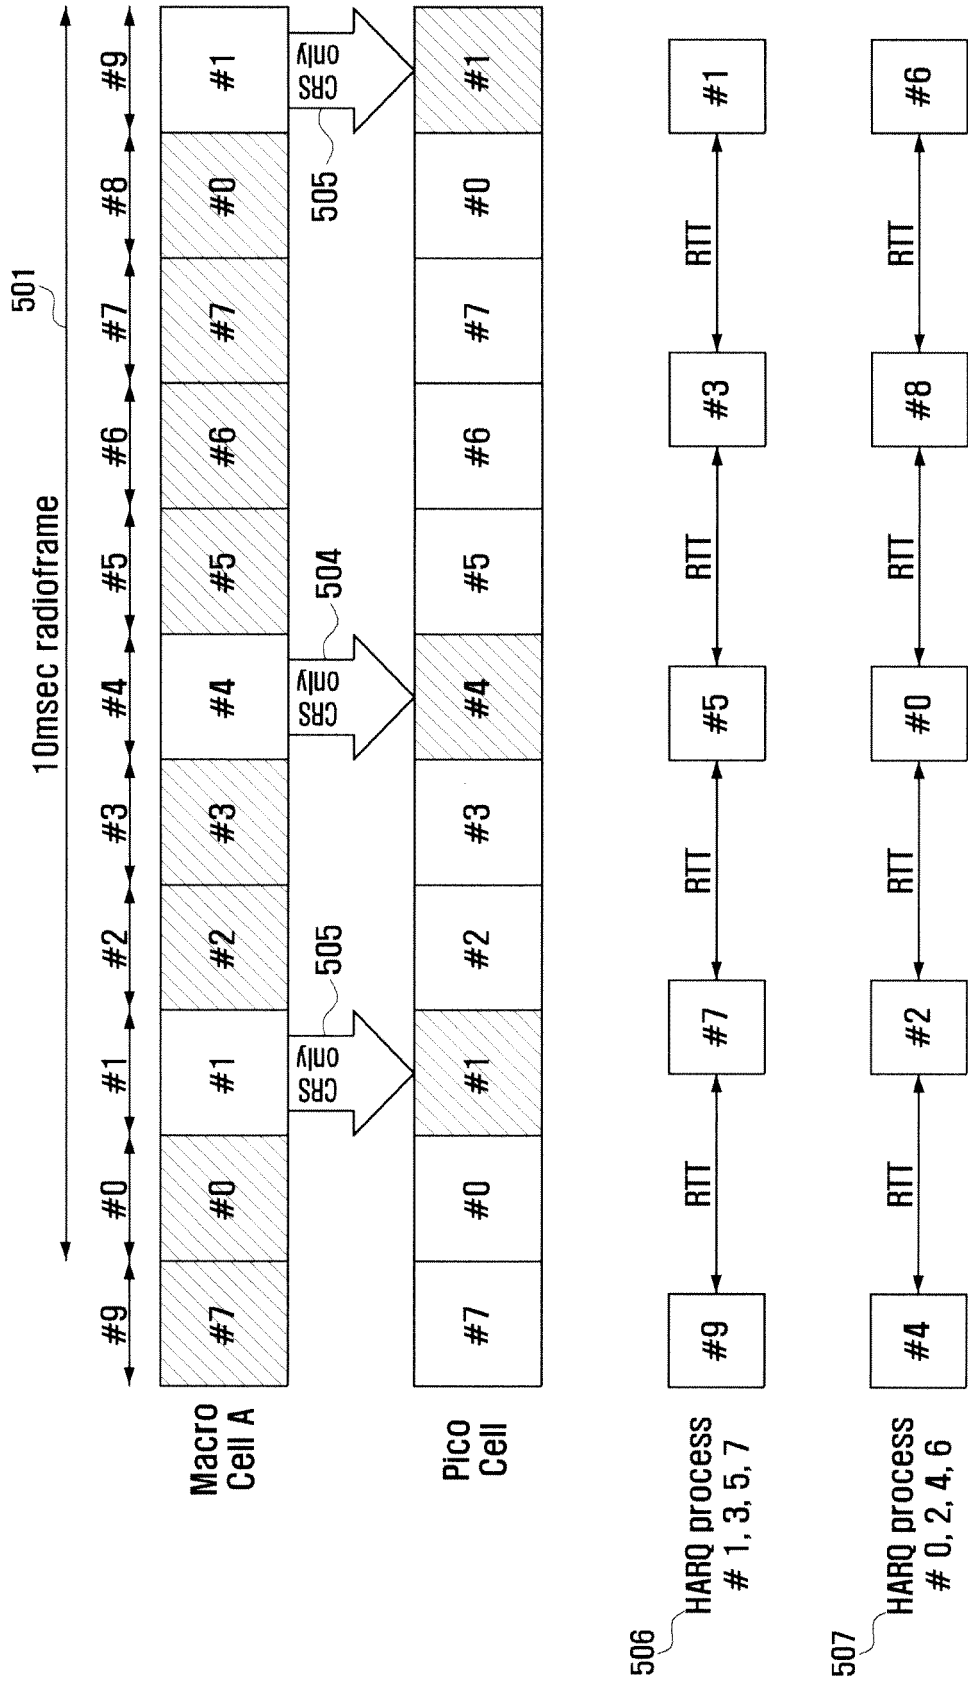 501
10msec radioframe
#9 #0 #1 #2 #3 #4 #5 #6 #7 #8 #9
Macro
Cell A
#7 #0 #1 #2 #3 #4 #5 #6 #7 #0 #1
CRS
only
505
CRS
only
504
CRS
only
505
Pico
Cell
#7 #0 #1 #2 #3 #4 #5 #6 #7 #0 #1
506
HARQ process
# 1, 3, 5, 7
#9 RTT #7 RTT #5 RTT #3 RTT #1
507
HARQ process
# 0, 2, 4, 6
#4 RTT #2 RTT #0 RTT #8 RTT #6